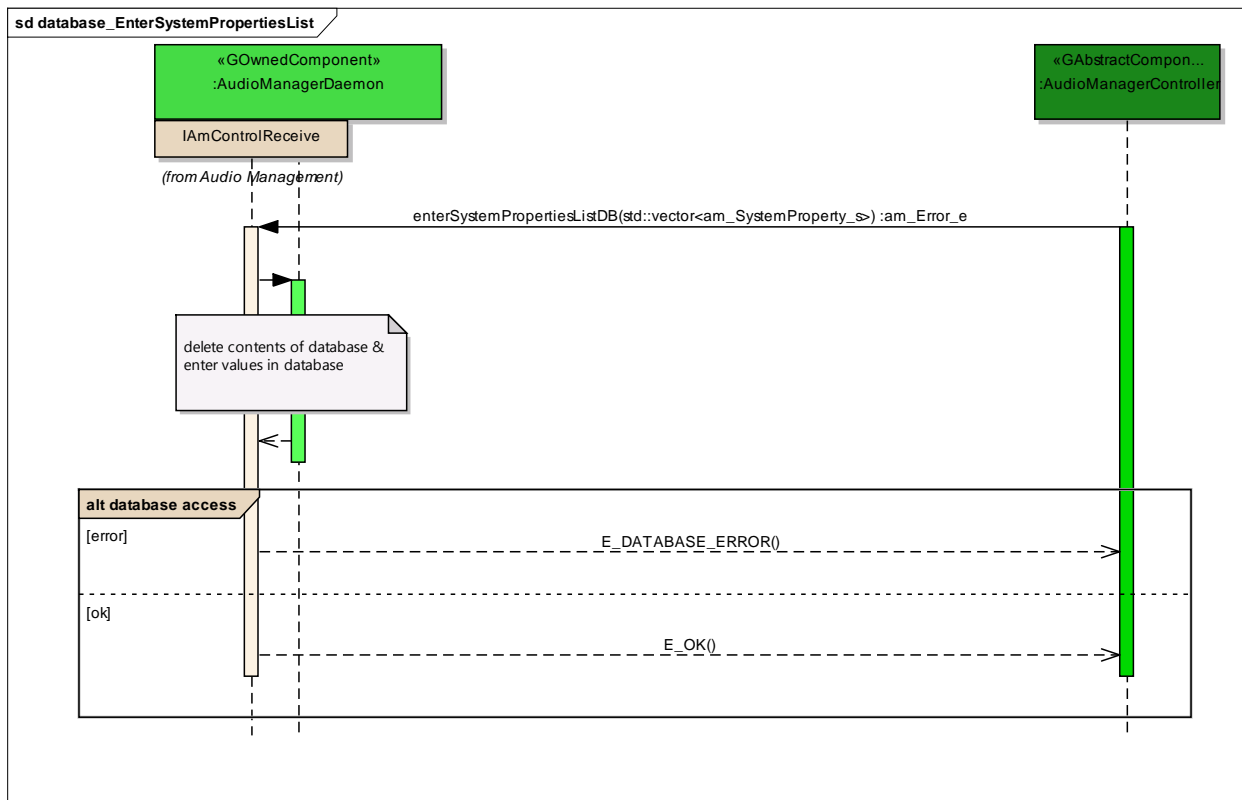 sd database_EnterSystemPropertiesList
«GOwnedComponent»
:AudioManagerDaemon
«GAbstractCompon...
:AudioManagerController
IAmControlReceive
(from Audio Management)
enterSystemPropertiesListDB(std::vector<am_SystemProperty_s>) :am_Error_e
delete contents of database &
enter values in database
alt database access
[error]
E_DATABASE_ERROR()
[ok]
E_OK()